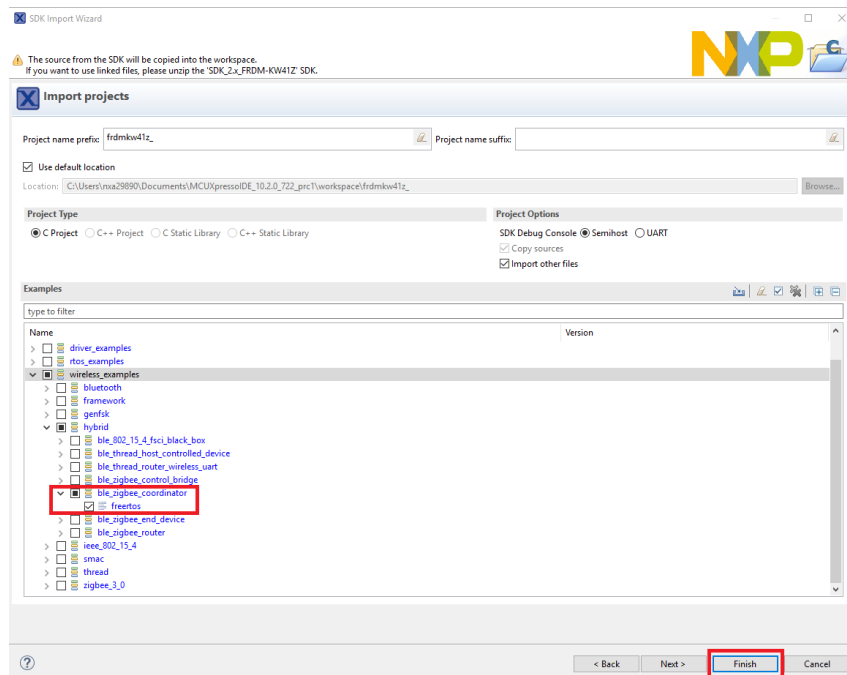 SDK Import Wizard
The source from the SDK will be copied into the workspace.
If you want to use linked files, please unzip the 'SDK_2.x_FRDM-KW41Z' SDK.
NXP
Import projects
Project name prefix: frdmkw41z_ Project name suffix:
Use default location
Location: C:\Users\nxa29890\Documents\MCUXpressoIDE_10.2.0_722_prc1\workspace\frdmkw41z_ Browse...
Project Type Project Options
C Project C++ Project C Static Library C++ Static Library SDK Debug Console Semihost UART
Copy sources
Import other files
Examples
type to filter
Name Version
driver_examples
rtos_examples
wireless_examples
bluetooth
framework
genfsk
hybrid
ble_802_15_4_fsci_black_box
ble_thread_host_controlled_device
ble_thread_router_wireless_uart
ble_zigbee_control_bridge
ble_zigbee_coordinator
freertos
ble_zigbee_end_device
ble_zigbee_router
ieee_802_15_4
smac
thread
zigbee_3_0
? < Back Next > Finish Cancel